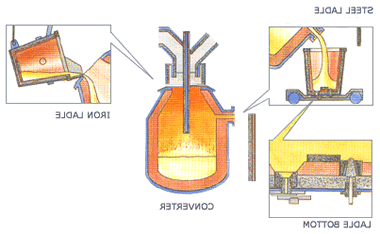 STEEL LADLE
IRON LADLE
CONVERTER
LADLE BOTTOM